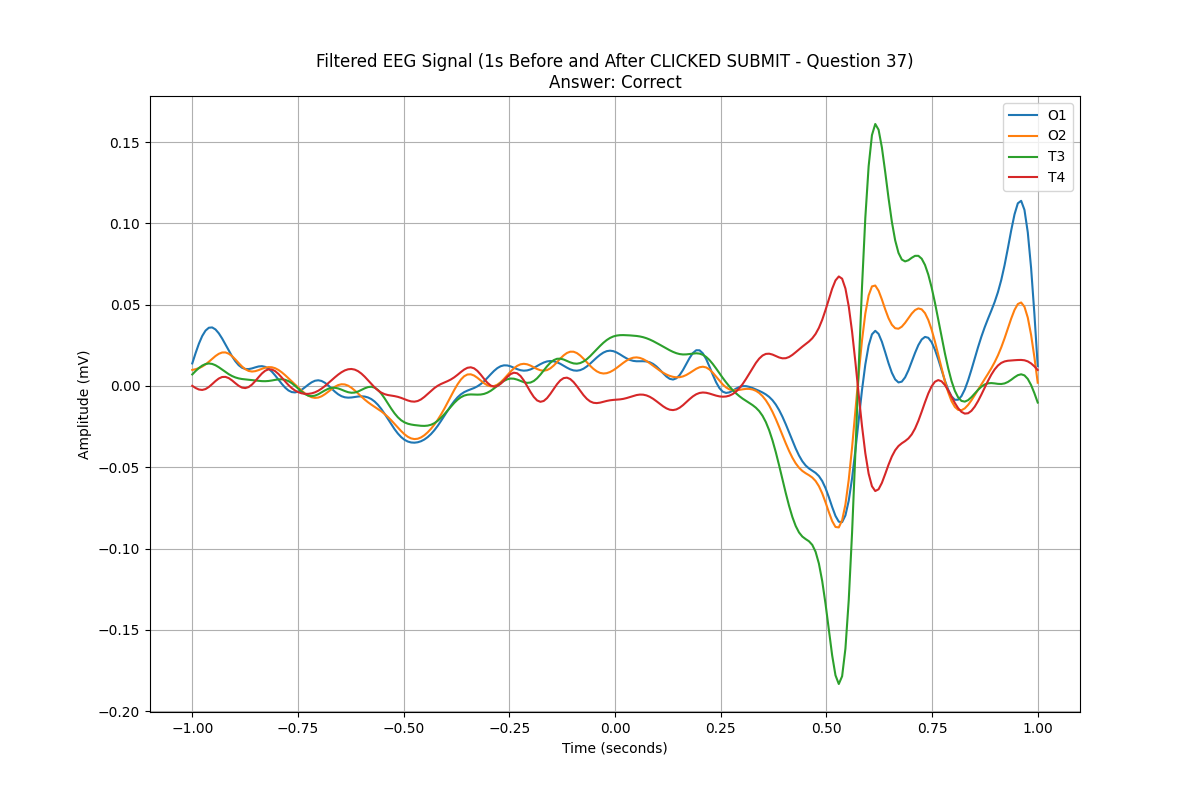 Filtered EEG Signal (1s Before and After CLICKED SUBMIT - Question 37)
Answer: Correct
O1
O2
T3
T4
Amplitude (mV)
0.15
0.10
0.05
0.00
−0.05
−0.10
−0.15
−0.20
−1.00 −0.75 −0.50 −0.25 0.00 0.25 0.50 0.75 1.00
Time (seconds)